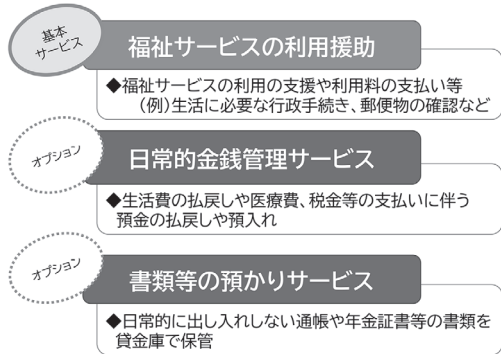 基本
サービス
福祉サービスの利用援助
◆福祉サービスの利用の支援や利用料の支払い等
(例)生活に必要な行政手続き、郵便物の確認など
オプション
日常的金銭管理サービス
◆生活費の払戻しや医療費、税金等の支払いに伴う
預金の払戻しや預入れ
オプション
書類等の預かりサービス
◆日常的に出し入れしない通帳や年金証書等の書類を
貸金庫で保管